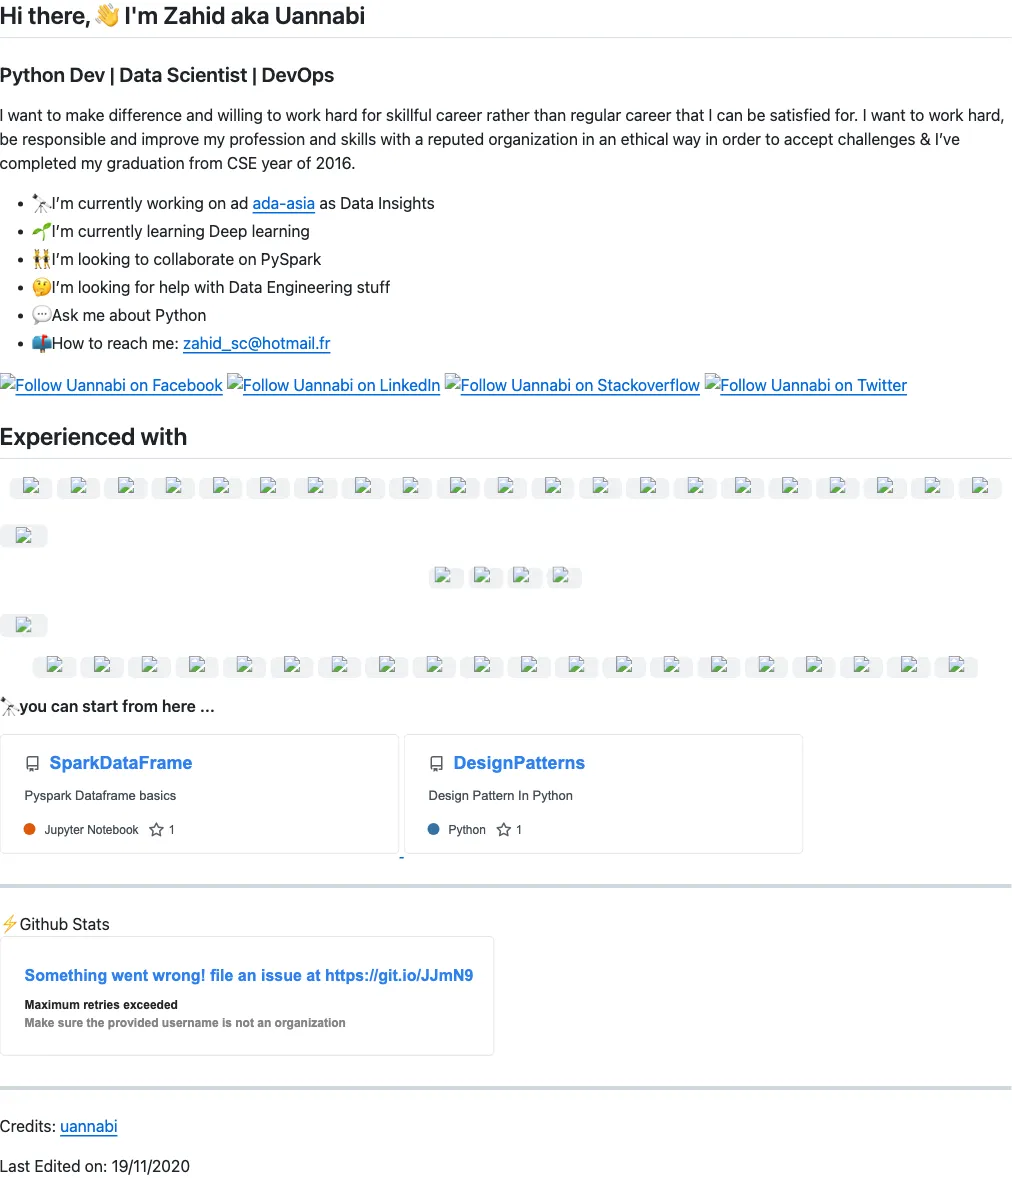 Hi there, 👋 I'm Zahid aka Uannabi
Python Dev | Data Scientist | DevOps
I want to make difference and willing to work hard for skillful career rather than regular career that I can be satisfied for. I want to work hard,
be responsible and improve my profession and skills with a reputed organization in an ethical way in order to accept challenges & I've
completed my graduation from CSE year of 2016.
• 🔭I'm currently working on ad ada-asia as Data Insights
• 🌱I'm currently learning Deep learning
• 👯I'm looking to collaborate on PySpark
• 🤔I'm looking for help with Data Engineering stuff
• 💬Ask me about Python
• 📫How to reach me: zahid_sc@hotmail.fr
Follow Uannabi on Facebook Follow Uannabi on LinkedIn Follow Uannabi on Stackoverflow Follow Uannabi on Twitter
Experienced with
🔭you can start from here ...
SparkDataFrame
Pyspark Dataframe basics
Jupyter Notebook 1
DesignPatterns
Design Pattern In Python
Python 1
⚡Github Stats
Something went wrong! file an issue at https://git.io/JJmN9
Maximum retries exceeded
Make sure the provided username is not an organization
Credits: uannabi
Last Edited on: 19/11/2020